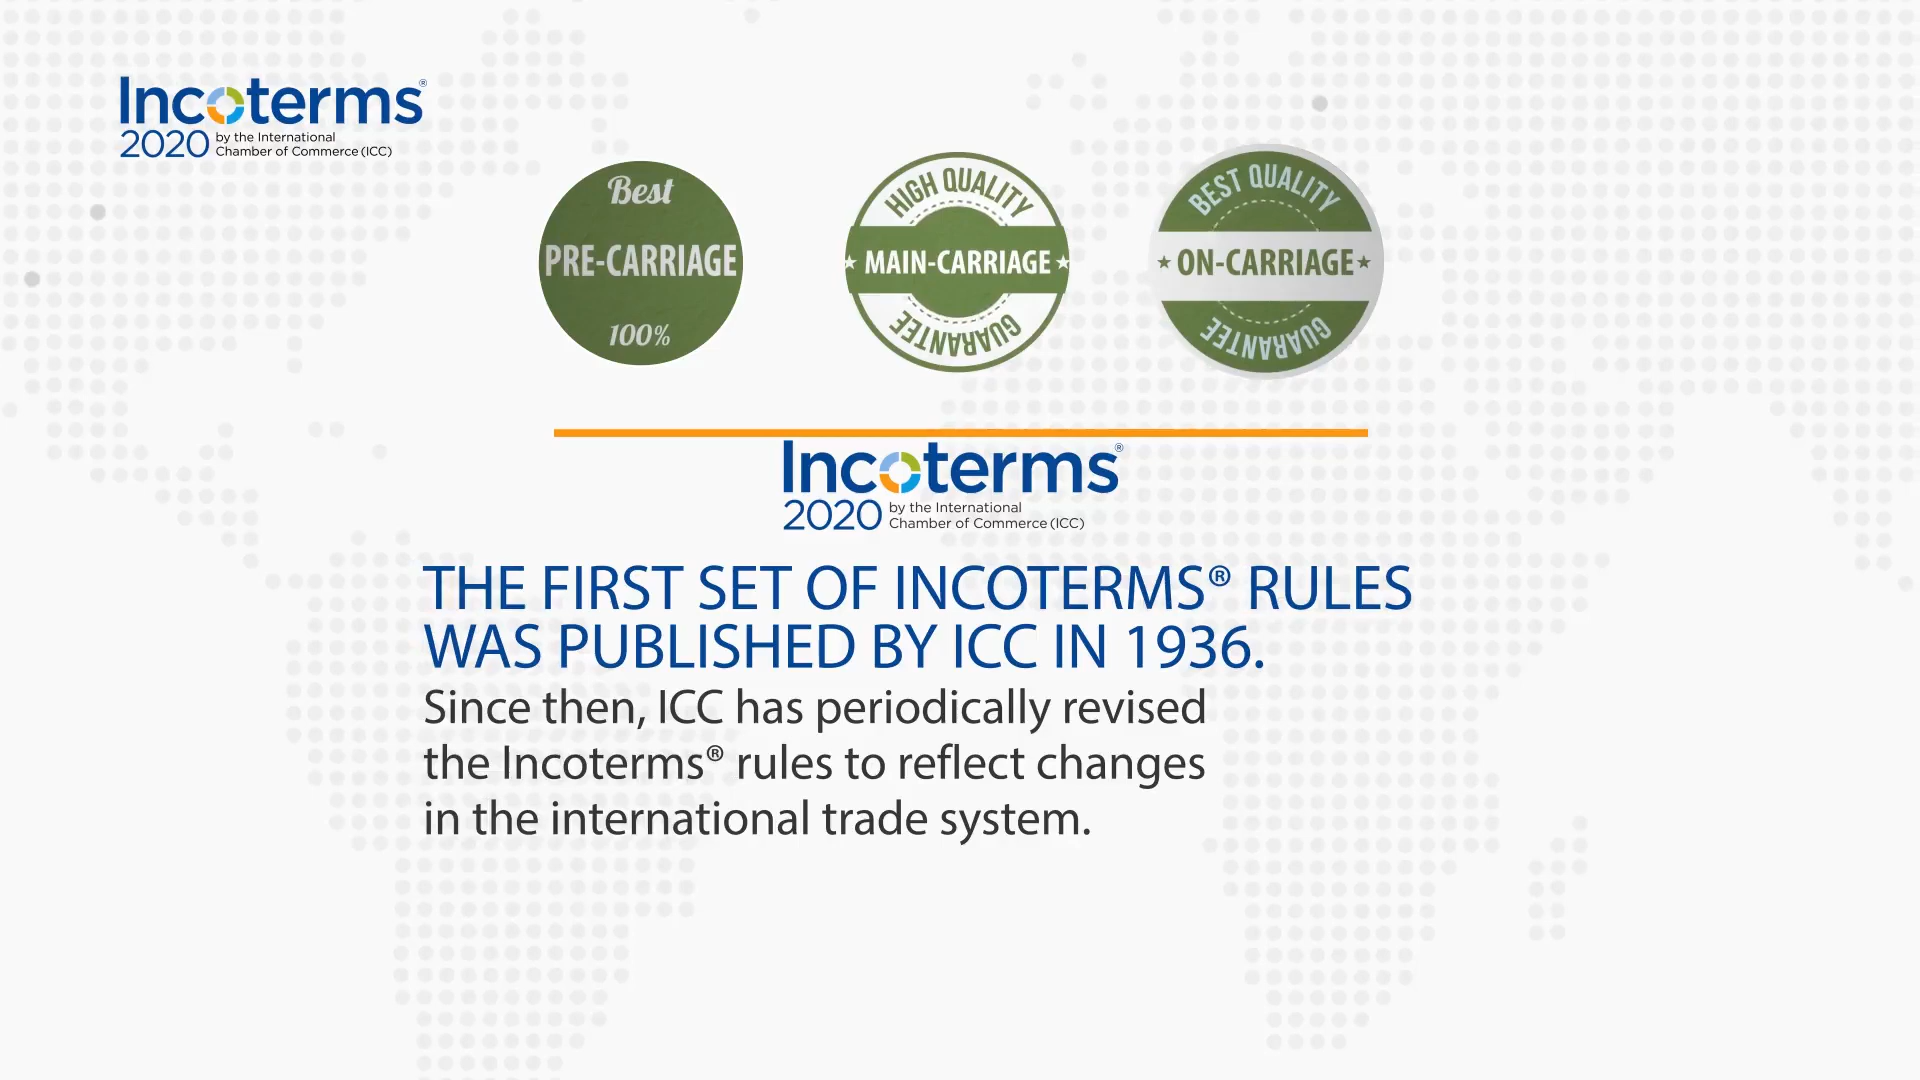 Incoterms®
2020 by the International
Chamber of Commerce (ICC)
Best
PRE-CARRIAGE
100%
HIGH QUALITY
★ MAIN-CARRIAGE ★
GUARANTEE
BEST QUALITY
★ ON-CARRIAGE ★
GUARANTEE
Incoterms®
2020 by the International
Chamber of Commerce (ICC)
THE FIRST SET OF INCOTERMS® RULES
WAS PUBLISHED BY ICC IN 1936.
Since then, ICC has periodically revised
the Incoterms® rules to reflect changes
in the international trade system.